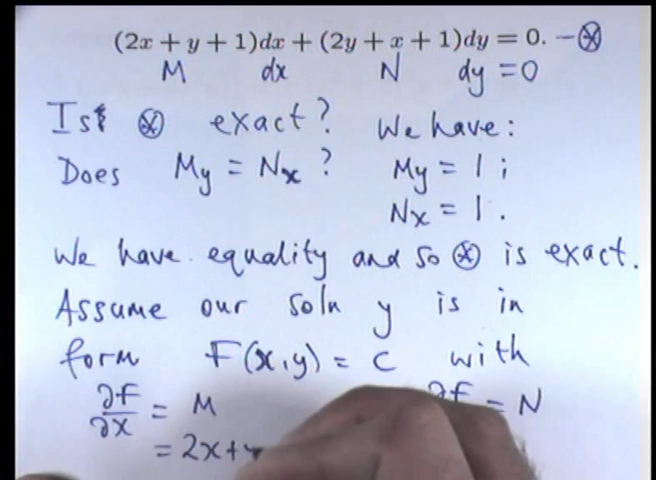 (2x + y + 1)dx + (2y + x + 1)dy = 0. - ⊛
M dx N dy = 0
Is ⊛ exact? We have:
Does My = Nx ? My = 1 ;
Nx = 1 .
We have equality and so ⊛ is exact.
Assume our soln y is in
form F(x,y) = c with
∂F/∂x = M ∂F = N
= 2x+